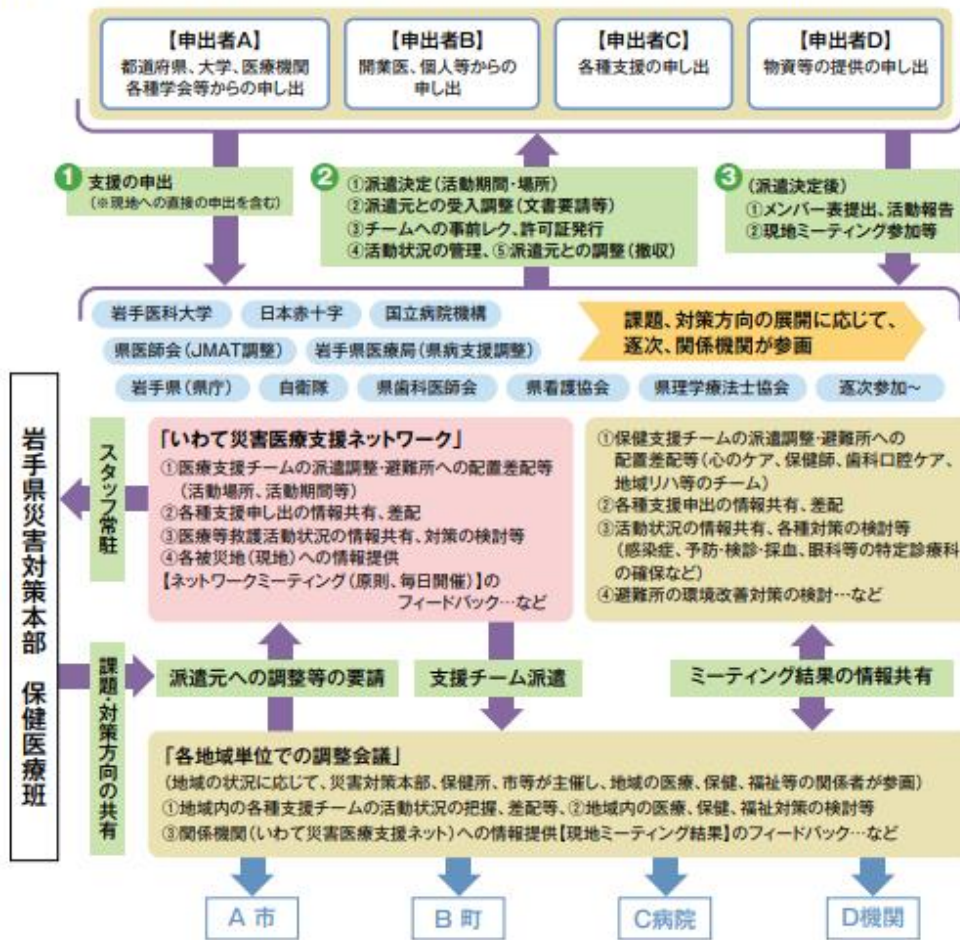 【申出者A】
都道府県、大学、医療機関
各種学会等からの申し出
【申出者B】
開業医、個人等からの
申し出
【申出者C】
各種支援の申し出
【申出者D】
物資等の提供の申し出
1 支援の申出
(※現地への直接の申出を含む)
2 ①派遣決定(活動期間・場所)
②派遣元との受入調整(文書要請等)
③チームへの事前レク、許可証発行
④活動状況の管理、⑤派遣元との調整(撤収)
3 (派遣決定後)
①メンバー表提出、活動報告
②現地ミーティング参加等
岩手医科大学
日本赤十字
国立病院機構
県医師会(JMAT調整)
岩手県医療局(県病支援調整)
課題、対策方向の展開に応じて、
逐次、関係機関が参画
岩手県(県庁)
自衛隊
県歯科医師会
県看護協会
県理学療法士協会
逐次参加~
岩手県災害対策本部 保健医療班
スタッフ常駐
「いわて災害医療支援ネットワーク」
①医療支援チームの派遣調整・避難所への配置差配等
(活動場所、活動期間等)
②各種支援申し出の情報共有、差配
③医療等救護活動状況の情報共有、対策の検討等
④各被災地(現地)への情報提供
【ネットワークミーティング(原則、毎日開催)】の
フィードバック…など
①保健支援チームの派遣調整・避難所への
配置差配等(心のケア、保健師、歯科口腔ケア、
地域リハ等のチーム)
②各種支援申出の情報共有、差配
③活動状況の情報共有、各種対策の検討等
(感染症、予防・検診・採血、眼科等の特定診療科
の確保など)
④避難所の環境改善対策の検討…など
課題・対策方向の共有
派遣元への調整等の要請
支援チーム派遣
ミーティング結果の情報共有
「各地域単位での調整会議」
(地域の状況に応じて、災害対策本部、保健所、市等が主催し、地域の医療、保健、福祉等の関係者が参画)
①地域内の各種支援チームの活動状況の把握、差配等、②地域内の医療、保健、福祉対策の検討等
③関係機関(いわて災害医療支援ネット)への情報提供【現地ミーティング結果】のフィードバック…など
A 市
B 町
C病院
D機関